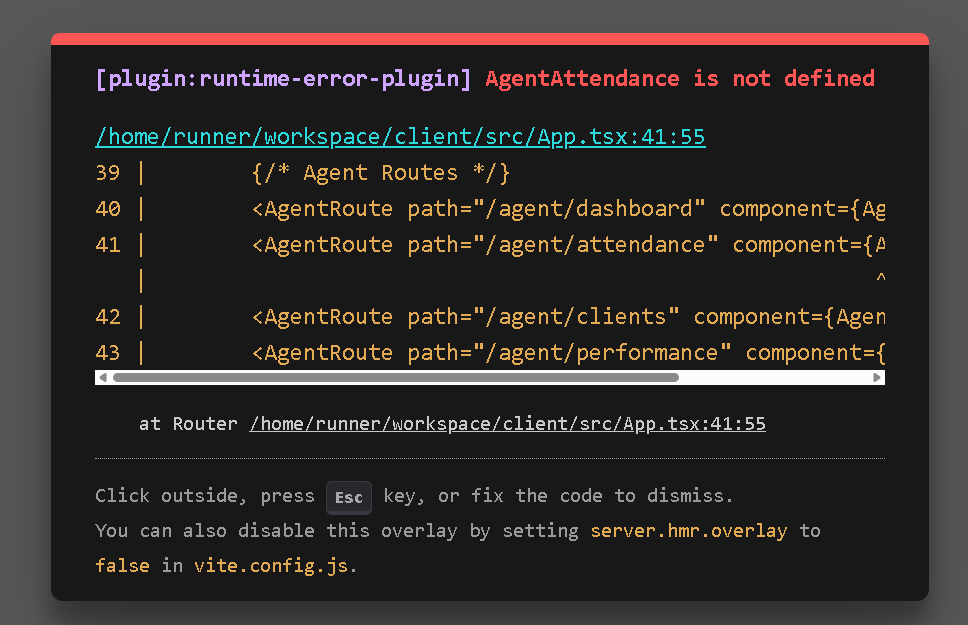 [plugin:runtime-error-plugin] AgentAttendance is not defined
/home/runner/workspace/client/src/App.tsx:41:55
39 |        {/* Agent Routes */}
40 |        <AgentRoute path="/agent/dashboard" component={Ag
41 |        <AgentRoute path="/agent/attendance" component={A
   |                                                        ^
42 |        <AgentRoute path="/agent/clients" component={Agen
43 |        <AgentRoute path="/agent/performance" component={
at Router /home/runner/workspace/client/src/App.tsx:41:55
Click outside, press Esc key, or fix the code to dismiss.
You can also disable this overlay by setting server.hmr.overlay to
false in vite.config.js.